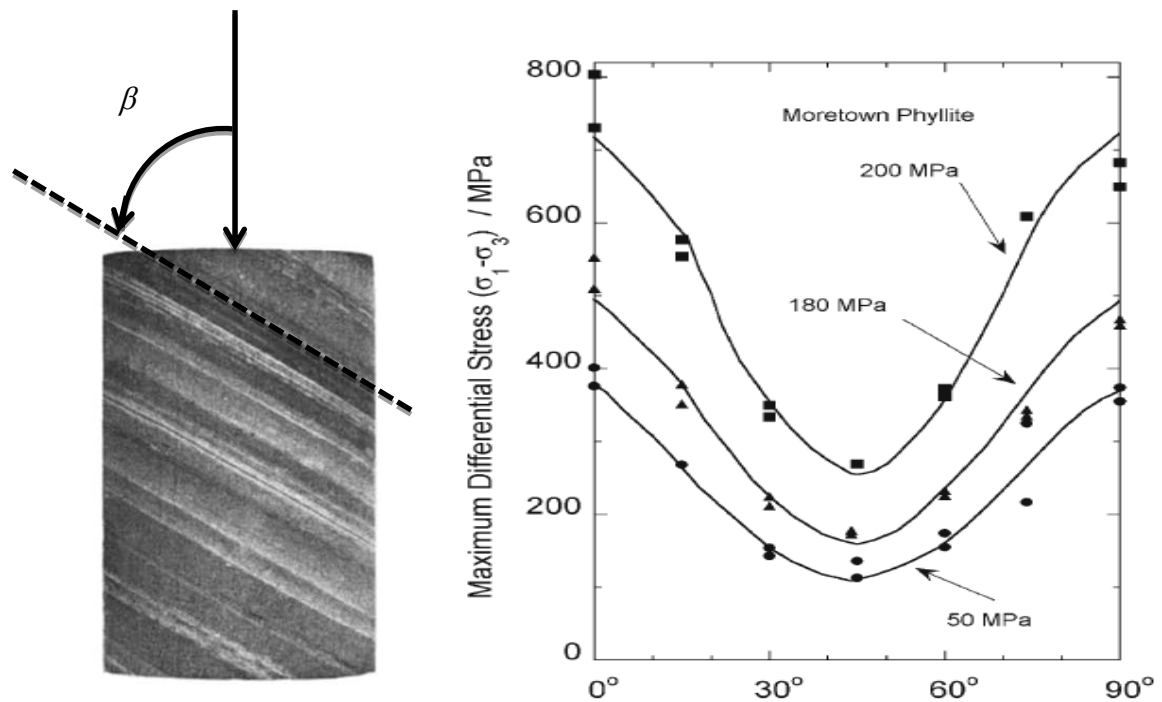 β
800
600
400
200
0
Maximum Differential Stress (σ1-σ3) / MPa
Moretown Phyllite
200 MPa
180 MPa
50 MPa
0° 30° 60° 90°